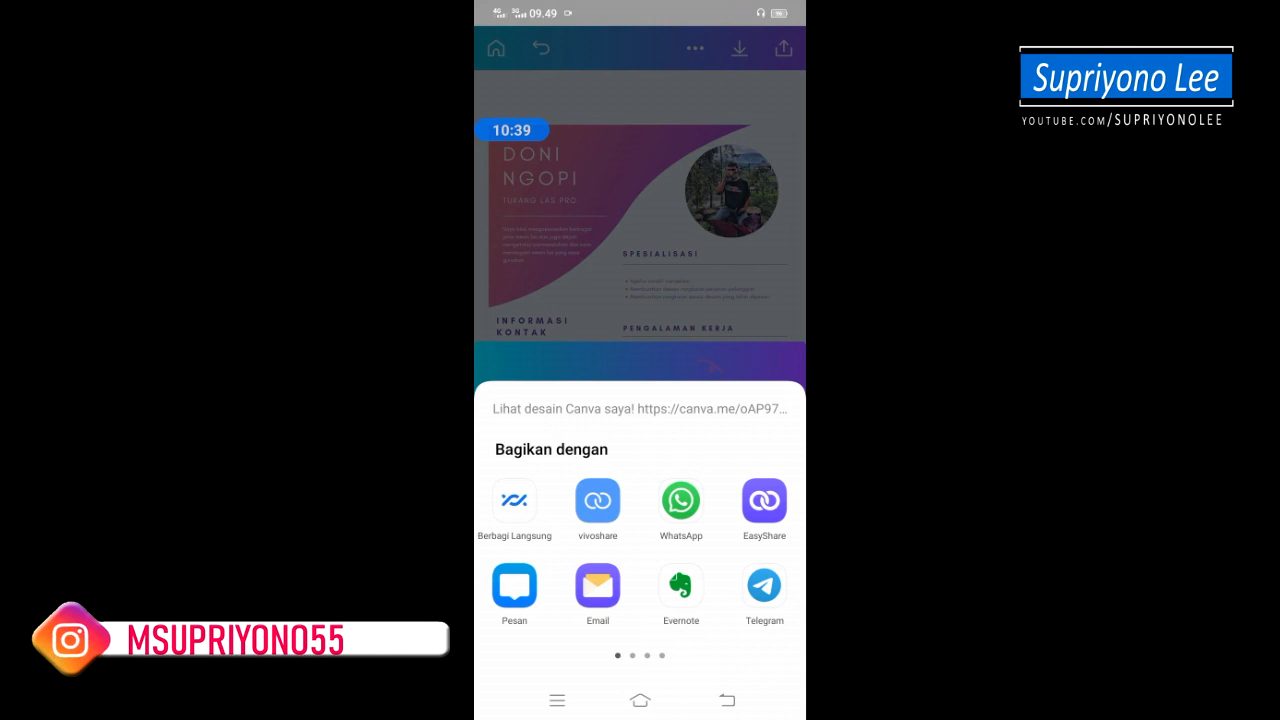 4G 3G 09.49
10:39
DONI
NGOPI
TUKANG LAS PRO
SPESIALISASI
INFORMASI
KONTAK
PENGALAMAN KERJA
Lihat desain Canva saya! https://canva.me/oAP97...
Bagikan dengan
Berbagi Langsung
vivoshare
WhatsApp
EasyShare
Pesan
Email
Evernote
Telegram
Supriyono Lee
YOUTUBE.COM/SUPRIYONOLEE
MSUPRIYONO55